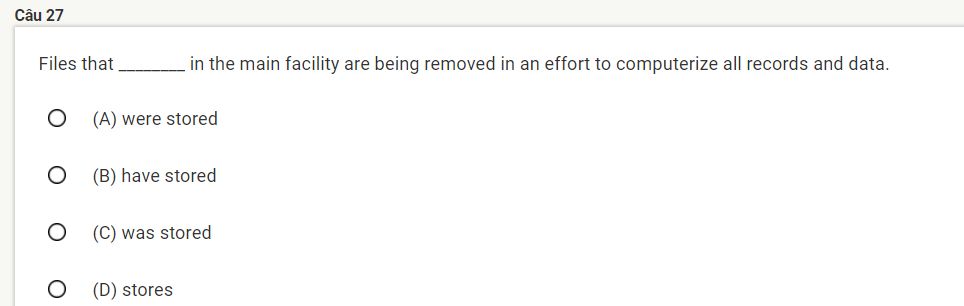 Câu 27
Files that ________ in the main facility are being removed in an effort to computerize all records and data.
(A) were stored
(B) have stored
(C) was stored
(D) stores